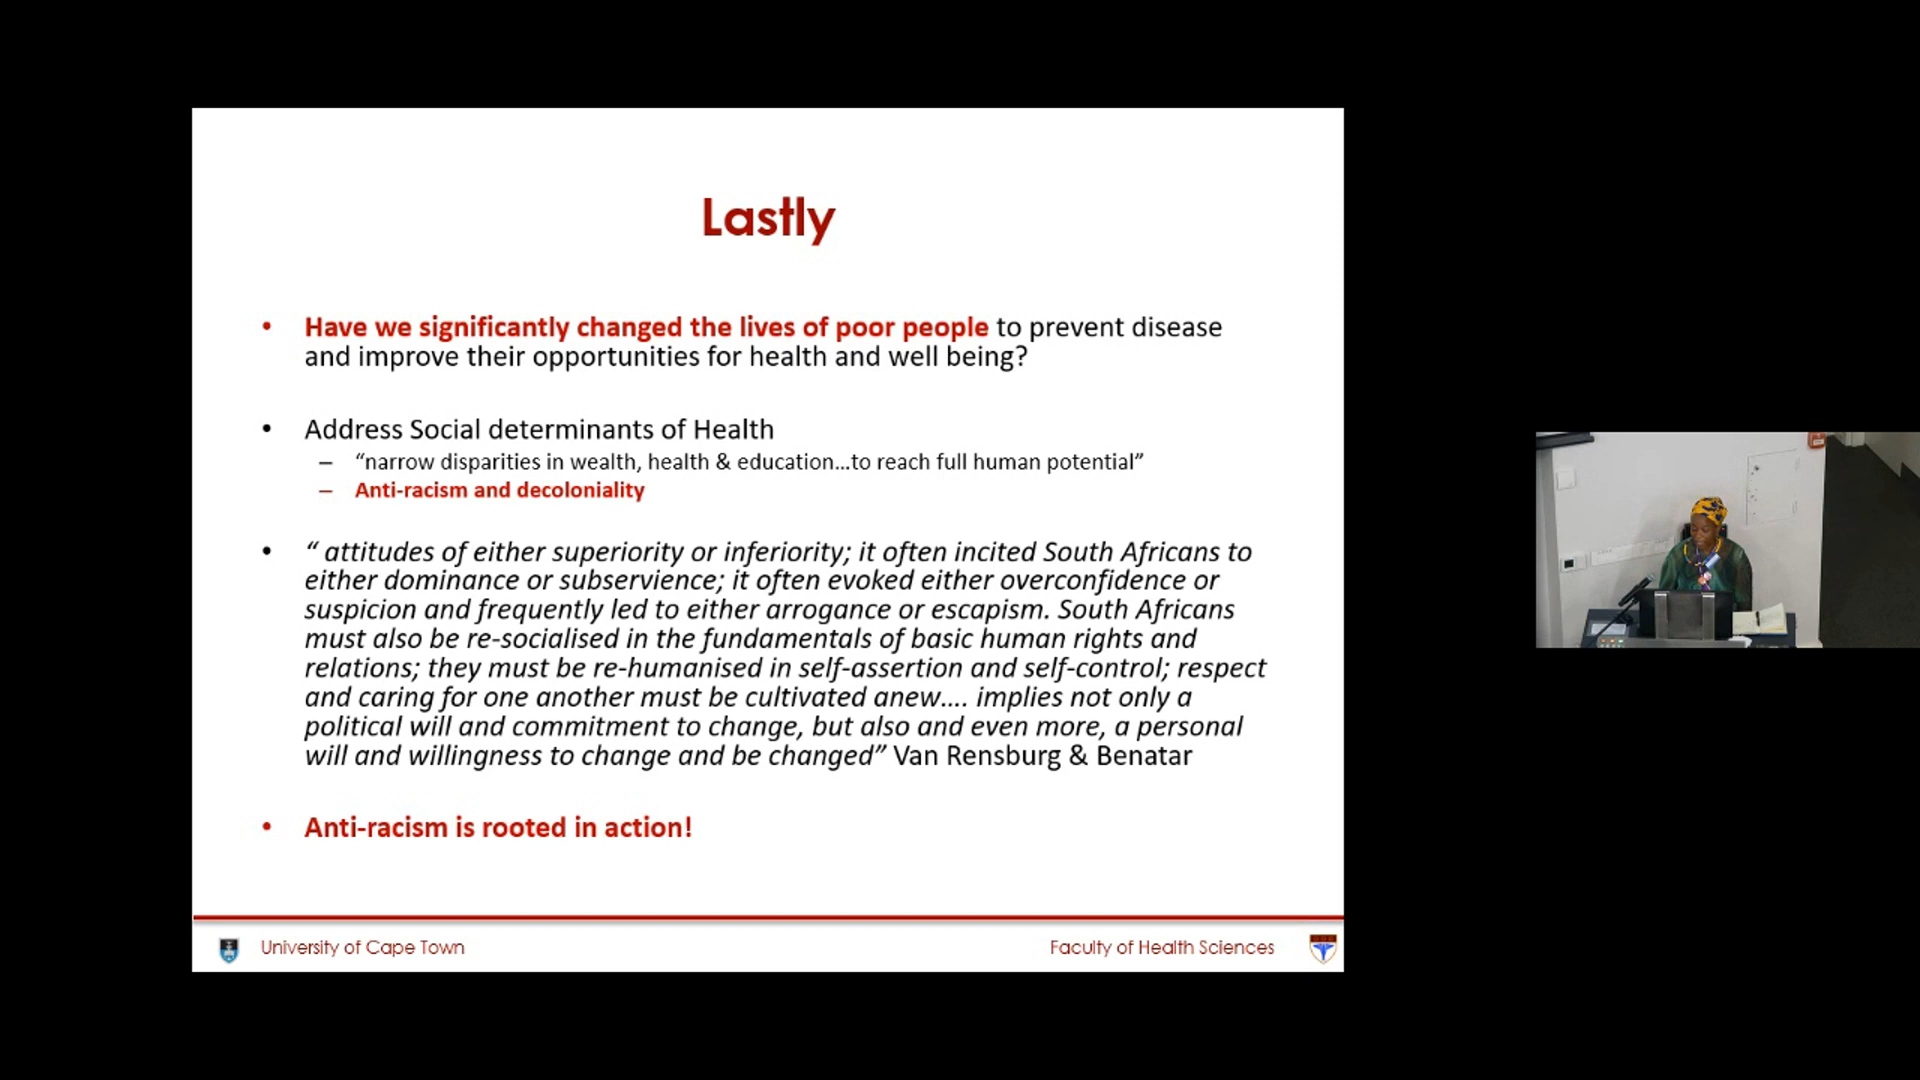 Lastly
• Have we significantly changed the lives of poor people to prevent disease
and improve their opportunities for health and well being?
• Address Social determinants of Health
– “narrow disparities in wealth, health & education...to reach full human potential”
– Anti-racism and decoloniality
• “ attitudes of either superiority or inferiority; it often incited South Africans to
either dominance or subservience; it often evoked either overconfidence or
suspicion and frequently led to either arrogance or escapism. South Africans
must also be re-socialised in the fundamentals of basic human rights and
relations; they must be re-humanised in self-assertion and self-control; respect
and caring for one another must be cultivated anew.... implies not only a
political will and commitment to change, but also and even more, a personal
will and willingness to change and be changed” Van Rensburg & Benatar
• Anti-racism is rooted in action!
University of Cape Town
Faculty of Health Sciences